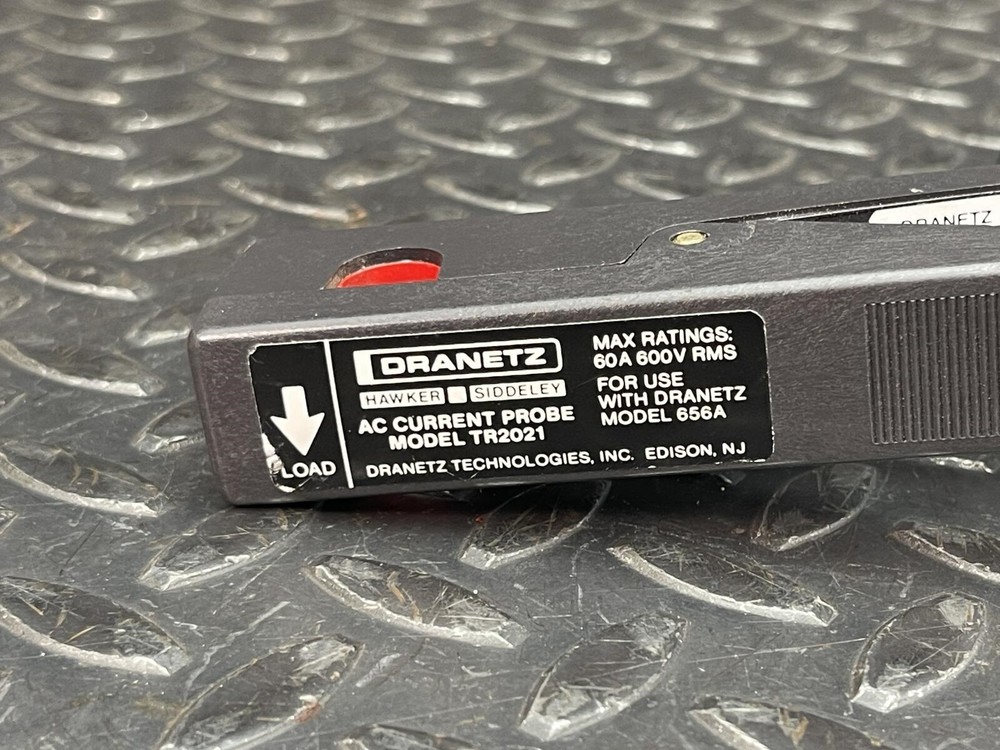 DRANETZ
LOAD
DRANETZ
HAWKER SIDDELEY
AC CURRENT PROBE
MODEL TR2021
MAX RATINGS:
60A 600V RMS
FOR USE
WITH DRANETZ
MODEL 656A
DRANETZ TECHNOLOGIES, INC. EDISON, NJ